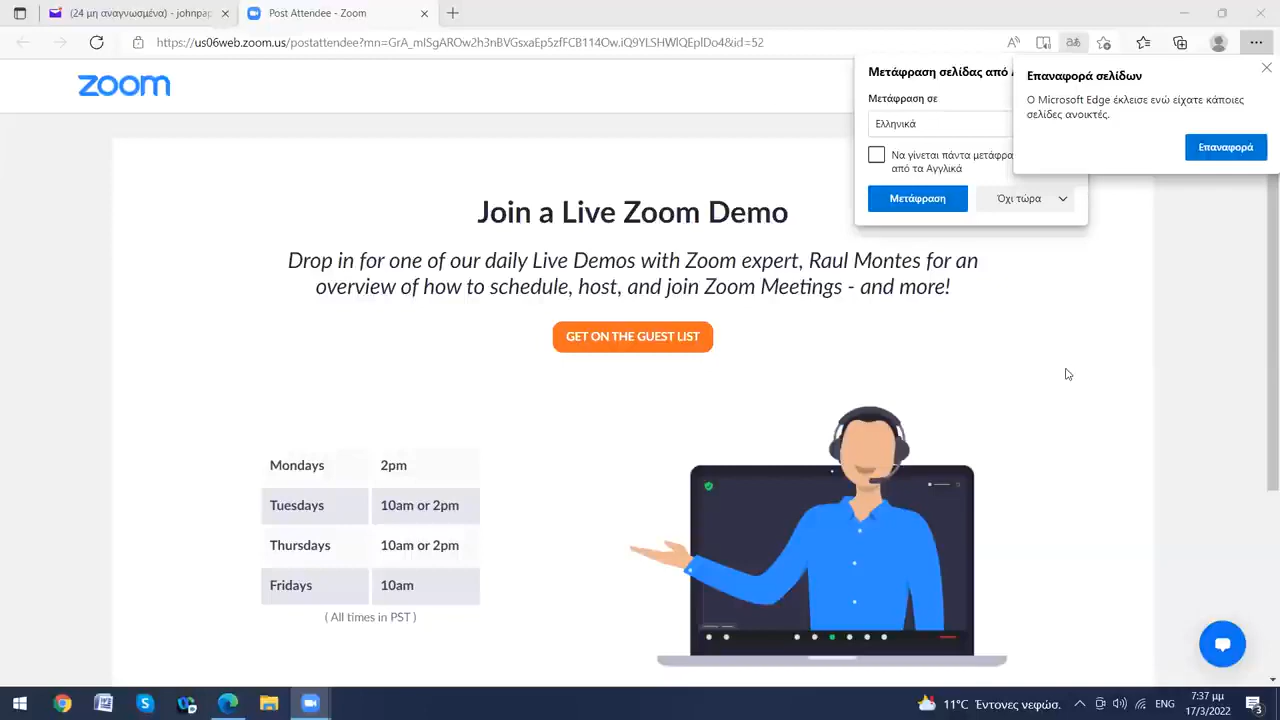 (24 μη αναγνωσμένα) - johnpap
Post Attendee - Zoom
https://us06web.zoom.us/postattendee?mn=GrA_mISgAROw2h3nBVGsxaEp5zfFCB114Ow.iQ9YLSHWlQEplDo4&id=52
zoom
Μετάφραση σελίδας από
Μετάφραση σε
Ελληνικά
Να γίνεται πάντα μετάφρα
από τα Αγγλικά
Μετάφραση
Όχι τώρα
Επαναφορά σελίδων
Ο Microsoft Edge έκλεισε ενώ είχατε κάποιες
σελίδες ανοικτές.
Επαναφορά
Join a Live Zoom Demo
Drop in for one of our daily Live Demos with Zoom expert, Raul Montes for an
overview of how to schedule, host, and join Zoom Meetings - and more!
GET ON THE GUEST LIST
Mondays 2pm
Tuesdays 10am or 2pm
Thursdays 10am or 2pm
Fridays 10am
( All times in PST )
11°C Έντονες νεφώσ.
ENG
7:37 μμ
17/3/2022
3